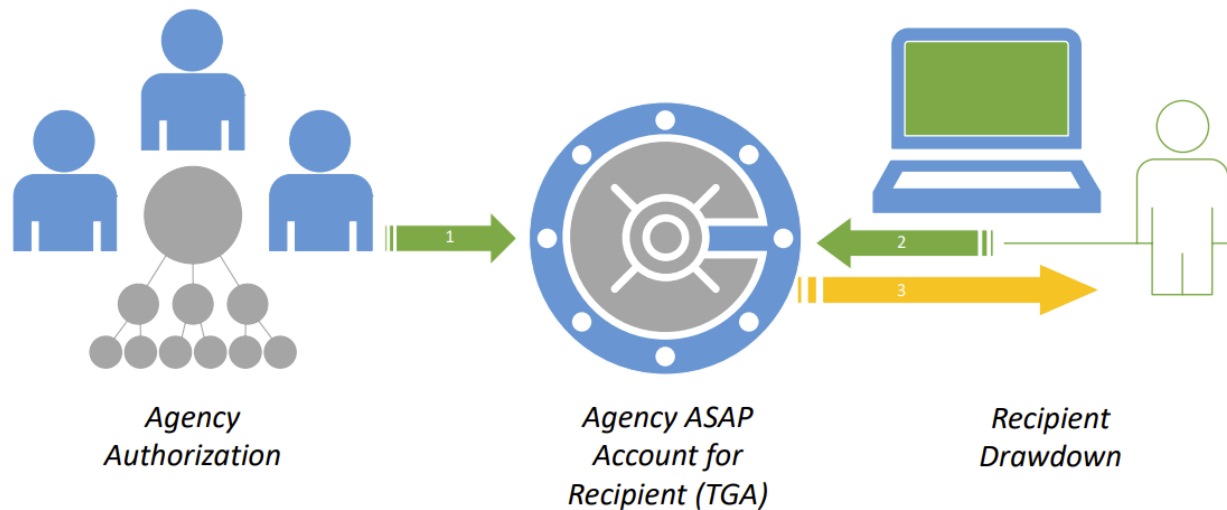 1
2
3
Agency
Authorization
Agency ASAP
Account for
Recipient (TGA)
Recipient
Drawdown